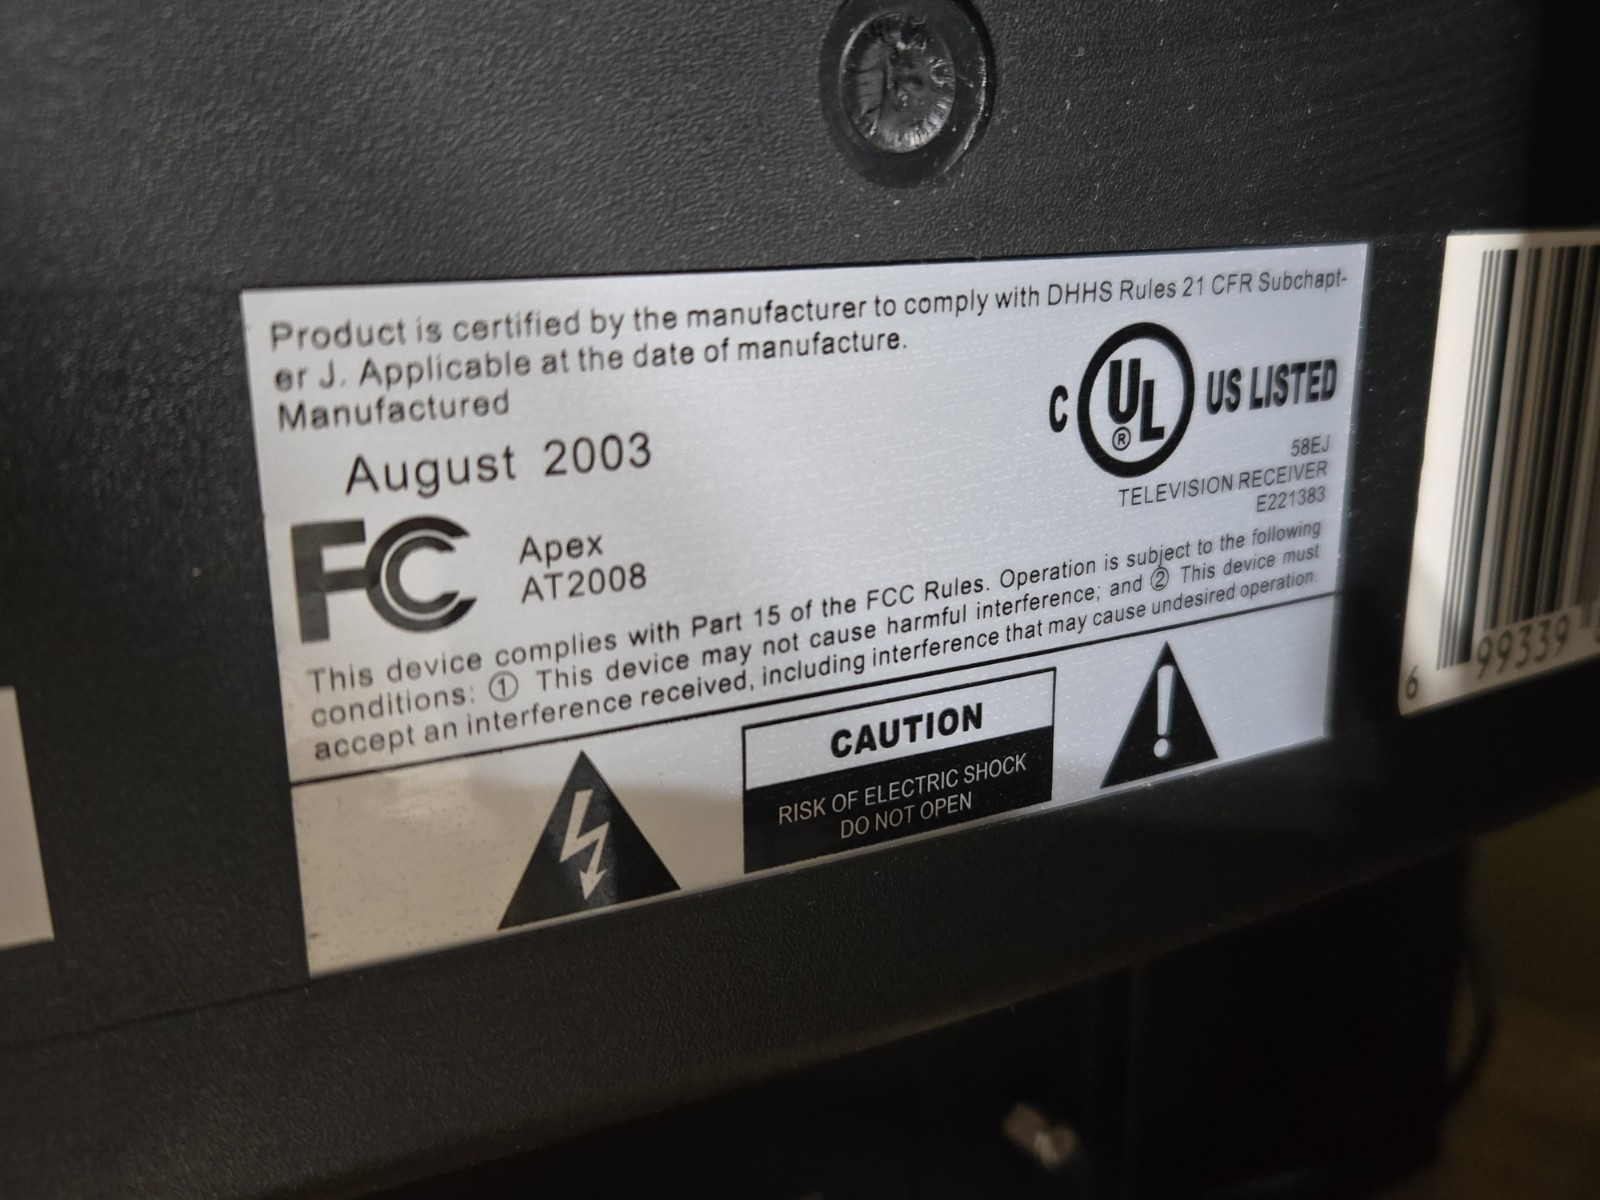 Product is certified by the manufacturer to comply with DHHS Rules 21 CFR Subchapt-
er J. Applicable at the date of manufacture.
Manufactured
August 2003
C UL ® US LISTED
58EJ
TELEVISION RECEIVER
E221383
FC
Apex
AT2008
This device complies with Part 15 of the FCC Rules. Operation is subject to the following
conditions: ① This device may not cause harmful interference; and ② This device must
accept an interference received, including interference that may cause undesired operation.
CAUTION
RISK OF ELECTRIC SHOCK
DO NOT OPEN
6 99339